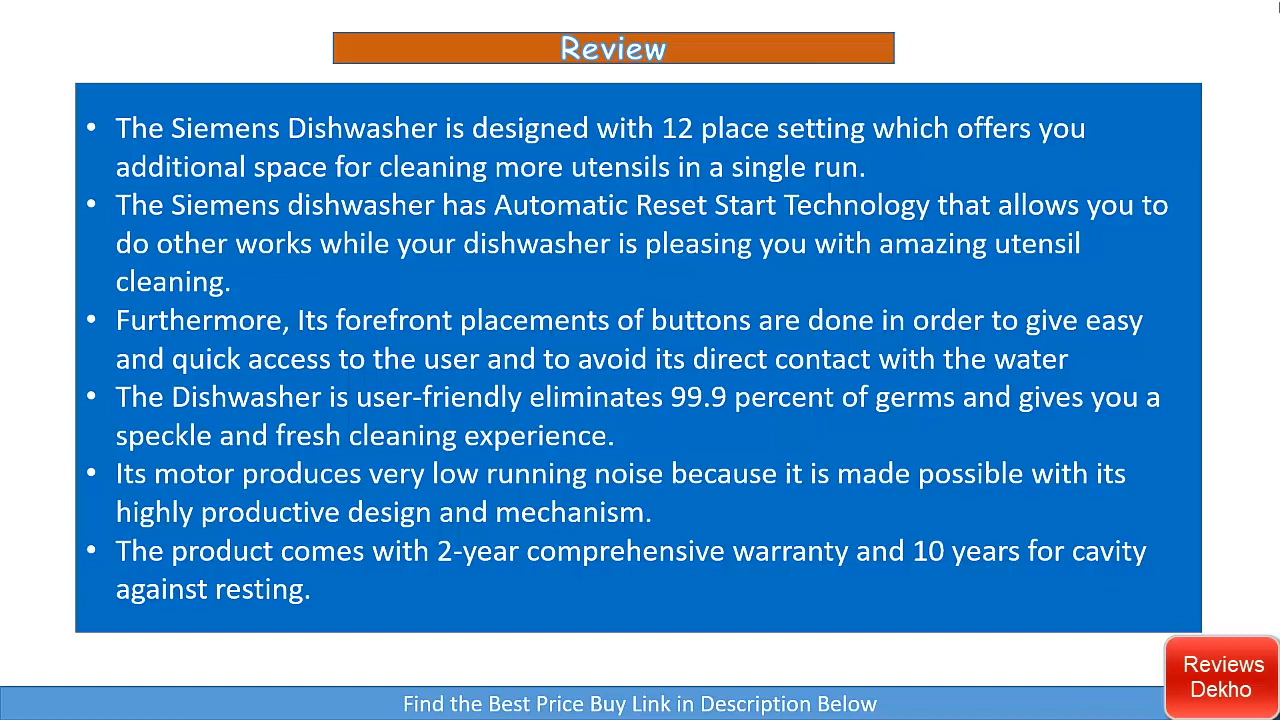 Review
• The Siemens Dishwasher is designed with 12 place setting which offers you
additional space for cleaning more utensils in a single run.
• The Siemens dishwasher has Automatic Reset Start Technology that allows you to
do other works while your dishwasher is pleasing you with amazing utensil
cleaning.
• Furthermore, Its forefront placements of buttons are done in order to give easy
and quick access to the user and to avoid its direct contact with the water
• The Dishwasher is user-friendly eliminates 99.9 percent of germs and gives you a
speckle and fresh cleaning experience.
• Its motor produces very low running noise because it is made possible with its
highly productive design and mechanism.
• The product comes with 2-year comprehensive warranty and 10 years for cavity
against resting.
Reviews
Dekho
Find the Best Price Buy Link in Description Below